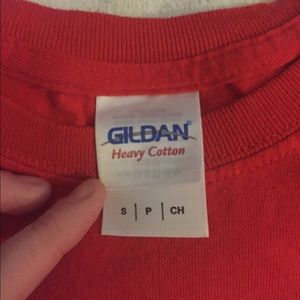 GILDAN®
Heavy Cotton
S | P | CH